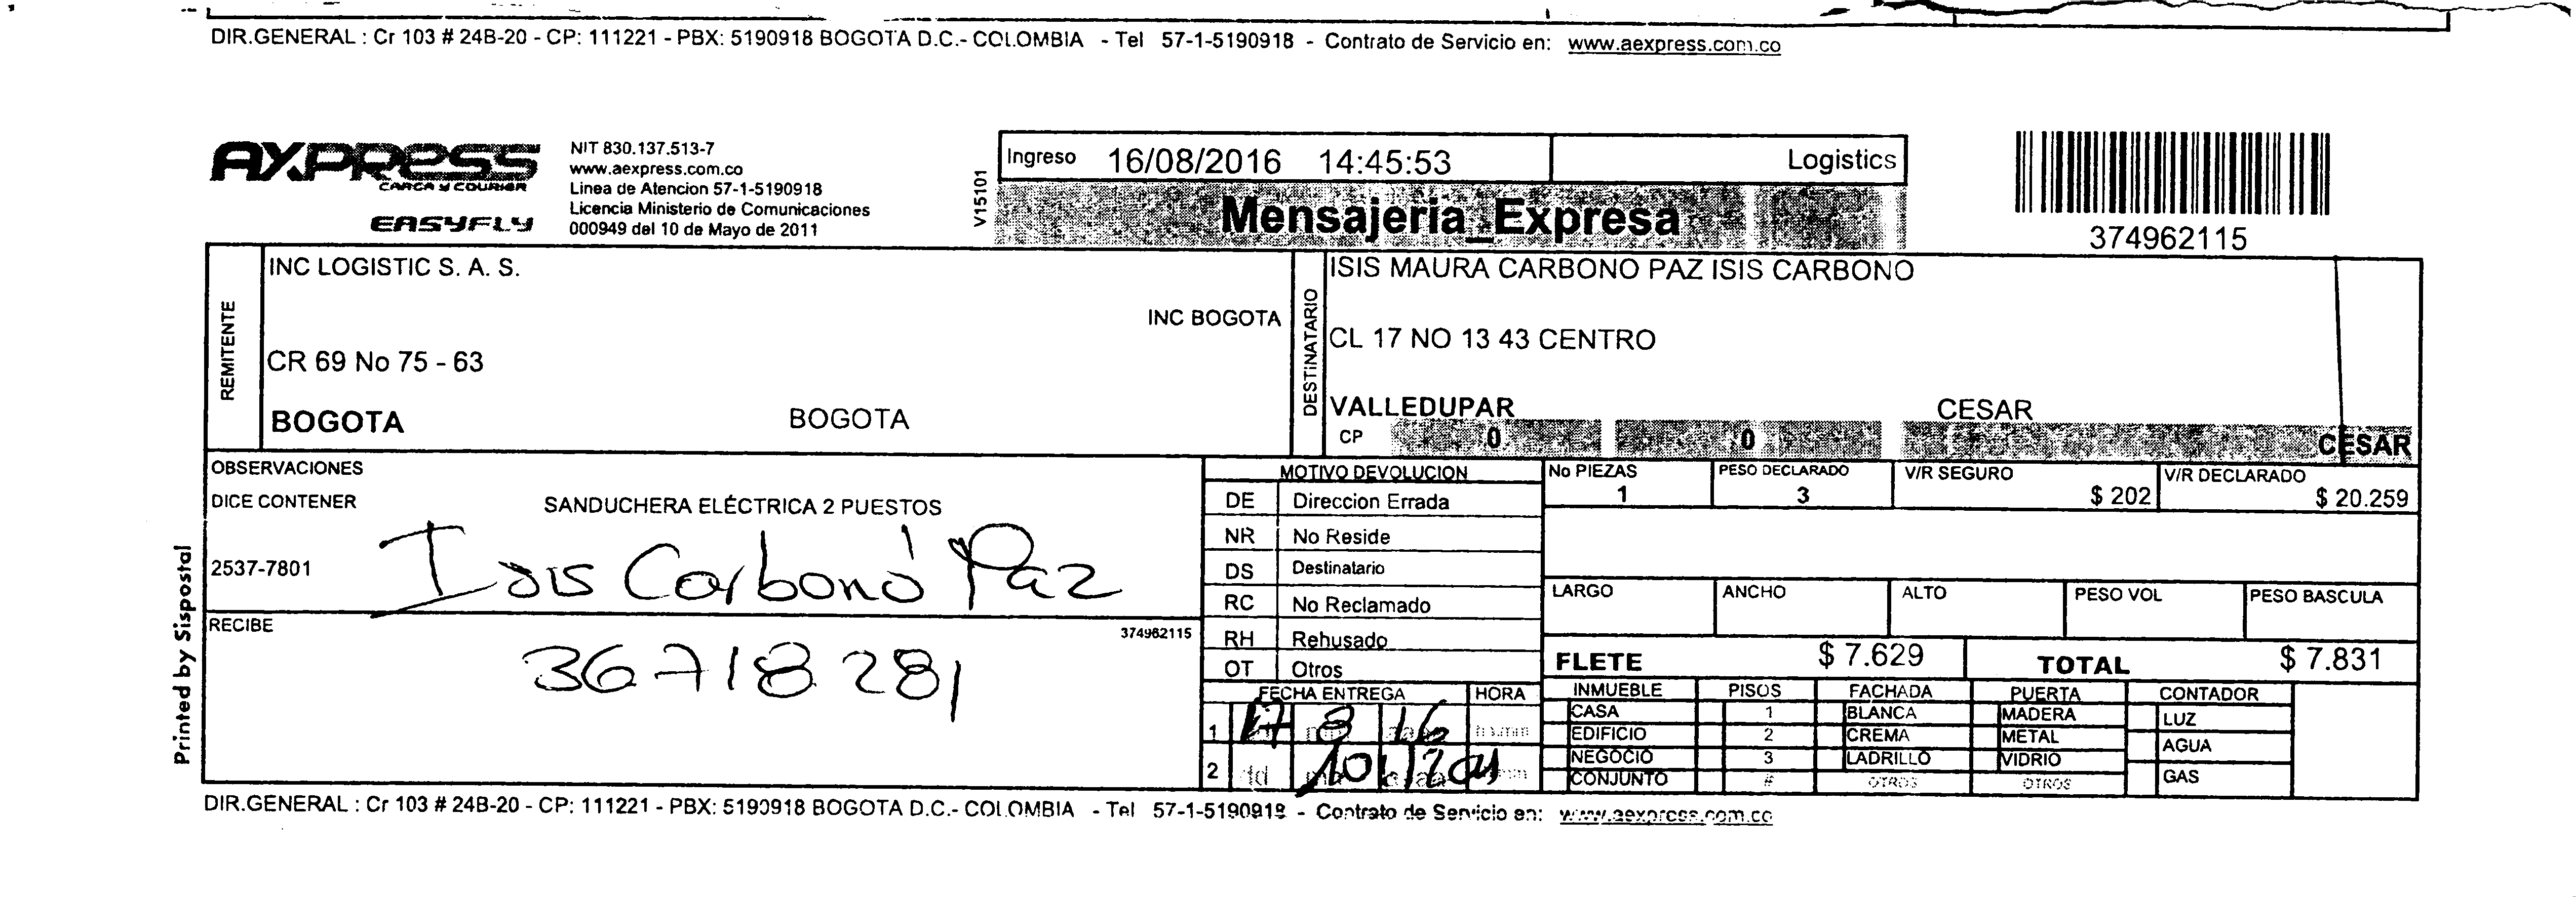 DIR.GENERAL : Cr 103 # 24B-20 - CP: 111221 - PBX: 5190918 BOGOTA D.C.- COLOMBIA - Tel 57-1-5190918 - Contrato de Servicio en: www.aexpress.com.co
AXPRESS
CARGA Y COURIER
EASYFLY
NIT 830.137.513-7
www.aexpress.com.co
Linea de Atencion 57-1-5190918
Licencia Ministerio de Comunicaciones
000949 del 10 de Mayo de 2011
V15101
Ingreso 16/08/2016 14:45:53 Logistics
Mensajeria_Expresa
374962115
REMITENTE
INC LOGISTIC S. A. S.
INC BOGOTA
CR 69 No 75 - 63
BOGOTA BOGOTA
DESTINATARIO
ISIS MAURA CARBONO PAZ ISIS CARBONO
CL 17 NO 13 43 CENTRO
VALLEDUPAR CESAR
CP 0 0 CESAR
OBSERVACIONES
DICE CONTENER SANDUCHERA ELÉCTRICA 2 PUESTOS
2537-7801
Isis Carbonó Paz
RECIBE 374962115
36718281
Printed by Sispostal
MOTIVO DEVOLUCION
DE Direccion Errada
NR No Reside
DS Destinatario
RC No Reclamado
RH Rehusado
OT Otros
FECHA ENTREGA HORA
1 17 8 16 hh:mm
2 dd
No PIEZAS PESO DECLARADO V/R SEGURO V/R DECLARADO
1 3 $ 202 $ 20.259
LARGO ANCHO ALTO PESO VOL PESO BASCULA
FLETE $ 7.629 TOTAL $ 7.831
INMUEBLE PISOS FACHADA PUERTA CONTADOR
CASA 1 BLANCA MADERA LUZ
EDIFICIO 2 CREMA METAL AGUA
NEGOCIO 3 LADRILLO VIDRIO GAS
CONJUNTO # OTROS OTROS
DIR.GENERAL : Cr 103 # 24B-20 - CP: 111221 - PBX: 5190918 BOGOTA D.C.- COLOMBIA - Tel 57-1-5190918 - Contrato de Servicio en: www.aexpress.com.co